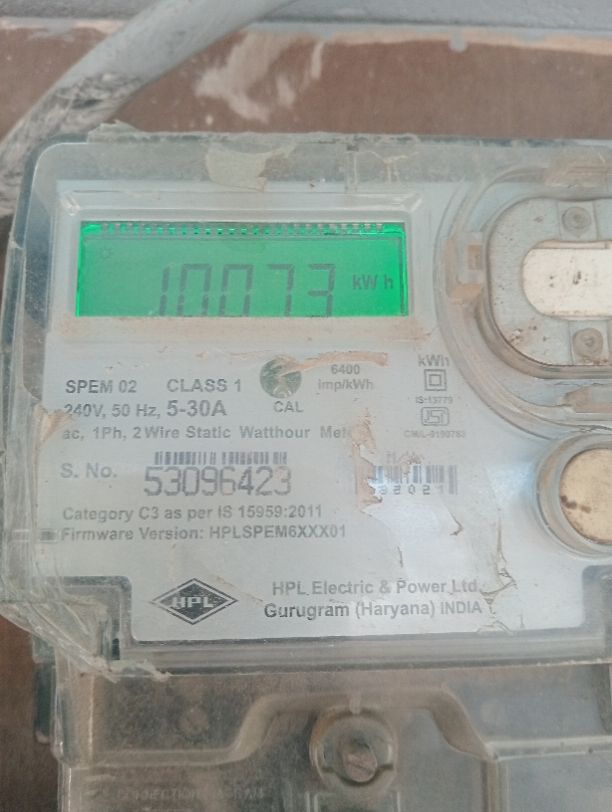 10073 kWh
SPEM 02 CLASS 1
6400
imp/kWh
kWh
240V, 50 Hz, 5-30A
CAL
IS-13779
ac, 1Ph, 2 Wire Static Watthour
S. No. 53096423
Category C3 as per IS 15959:2011
Firmware Version: HPLSPEM6XXX01
HPL
HPL Electric & Power Ltd.
Gurugram (Haryana) INDIA